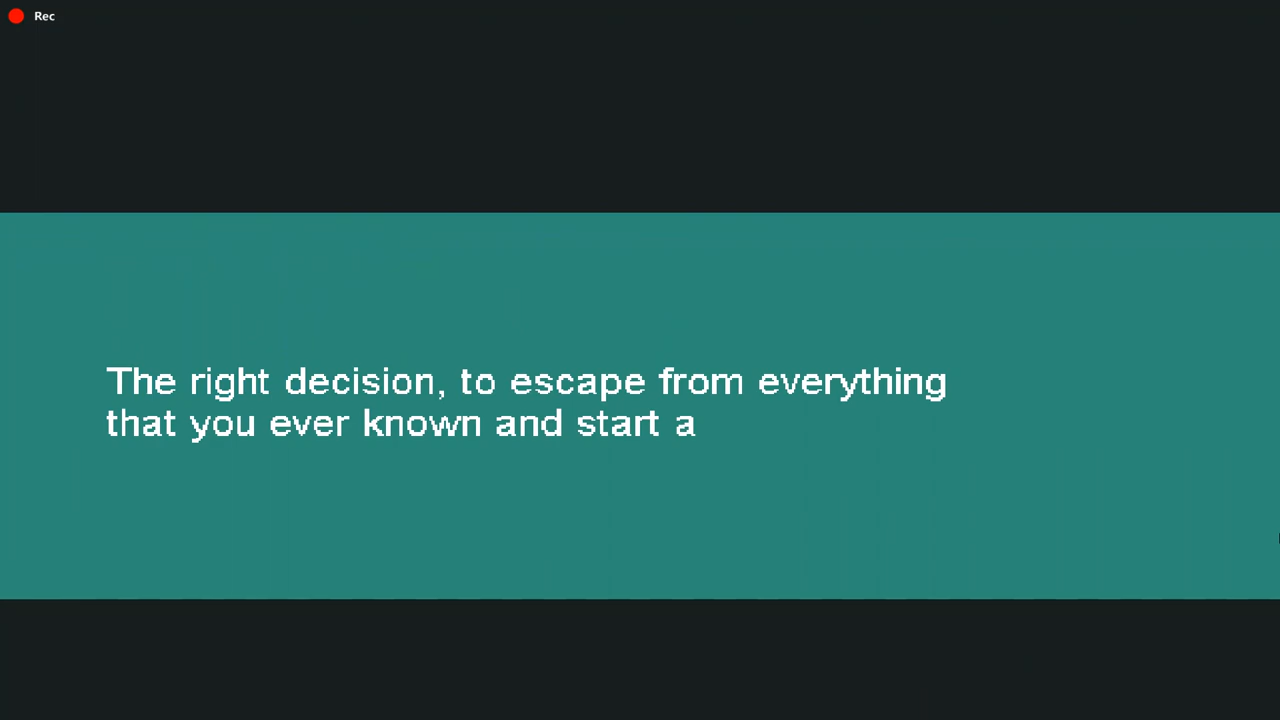 Rec
The right decision, to escape from everything
that you ever known and start a